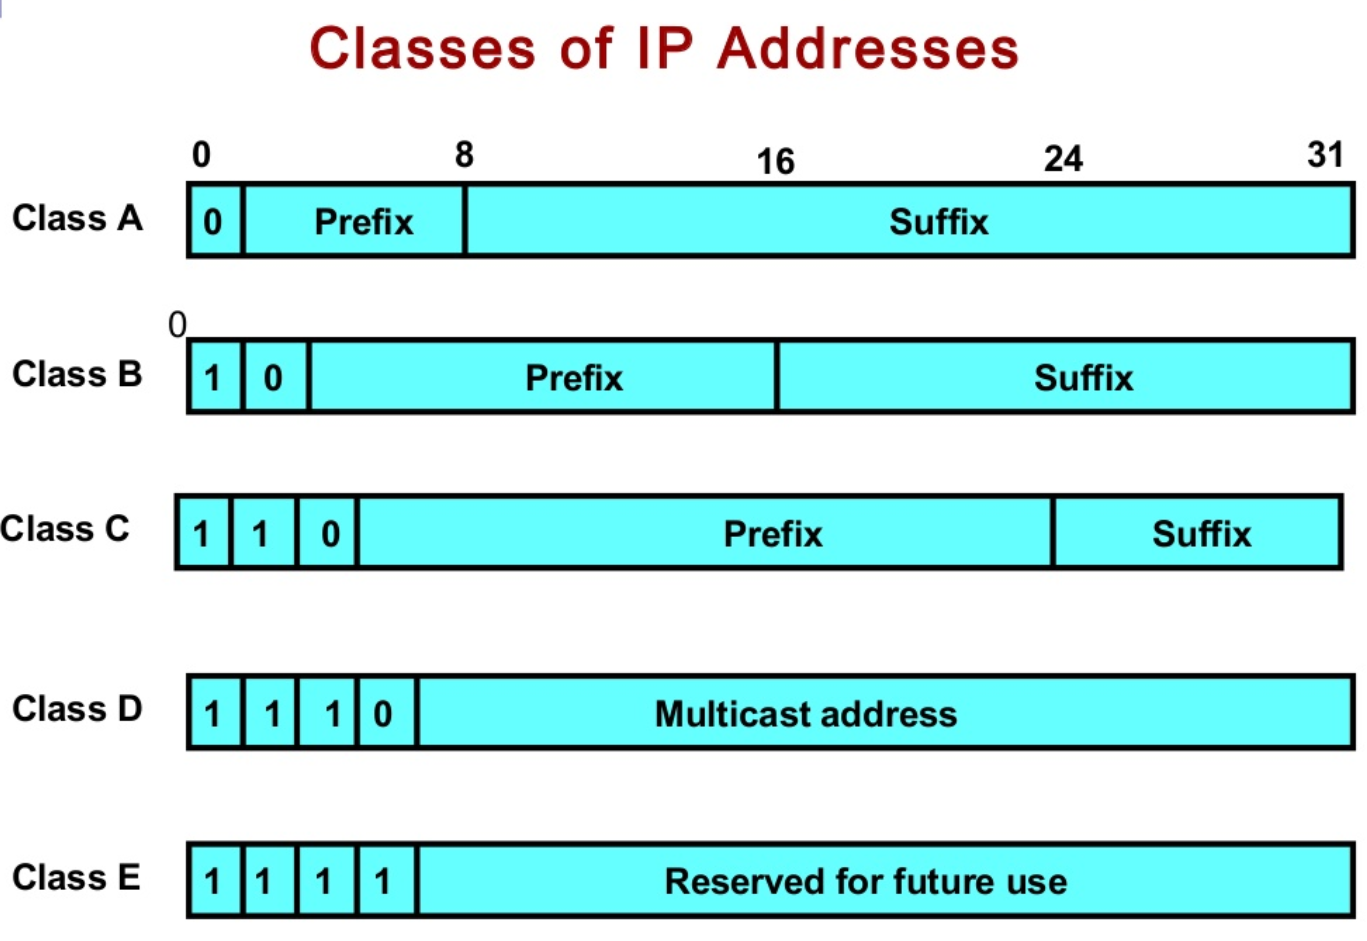 Classes of IP Addresses
0 8 16 24 31
Class A 0 Prefix Suffix
0
Class B 1 0 Prefix Suffix
Class C 1 1 0 Prefix Suffix
Class D 1 1 1 0 Multicast address
Class E 1 1 1 1 Reserved for future use